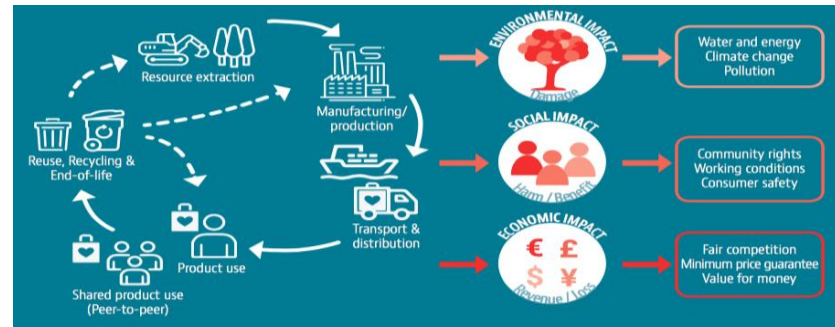 Resource extraction
Manufacturing/
production
Reuse, Recycling &
End-of-life
Transport &
distribution
Product use
Shared product use
(Peer-to-peer)
ENVIRONMENTAL IMPACT
Damage
Water and energy
Climate change
Pollution
SOCIAL IMPACT
Harm / Benefit
Community rights
Working conditions
Consumer safety
ECONOMIC IMPACT
€ £
$ ¥
Revenue / Loss
Fair competition
Minimum price guarantee
Value for money